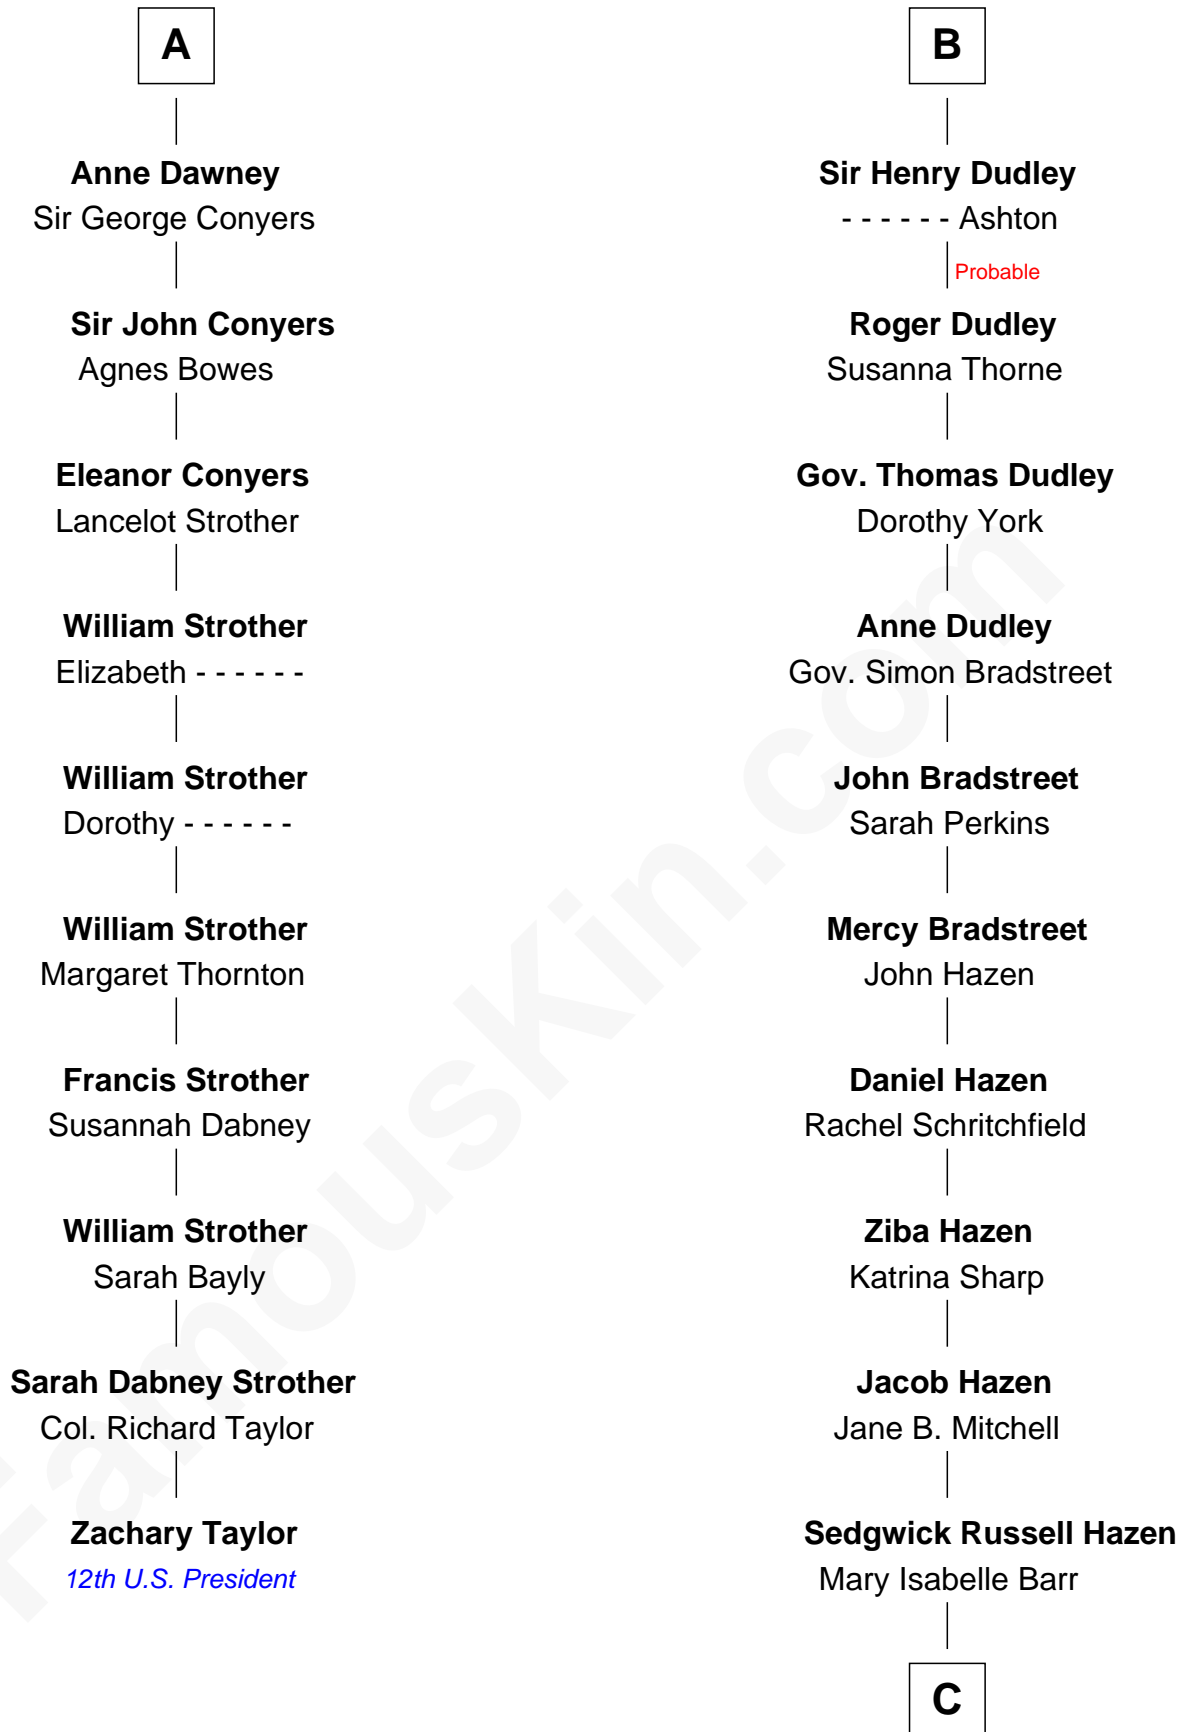 A
Anne Dawney
Sir George Conyers
Sir John Conyers
Agnes Bowes
Eleanor Conyers
Lancelot Strother
William Strother
Elizabeth - - - - - -
William Strother
Dorothy - - - - - -
William Strother
Margaret Thornton
Francis Strother
Susannah Dabney
William Strother
Sarah Bayly
Sarah Dabney Strother
Col. Richard Taylor
Zachary Taylor
12th U.S. President
B
Sir Henry Dudley
- - - - - - Ashton
Probable
Roger Dudley
Susanna Thorne
Gov. Thomas Dudley
Dorothy York
Anne Dudley
Gov. Simon Bradstreet
John Bradstreet
Sarah Perkins
Mercy Bradstreet
John Hazen
Daniel Hazen
Rachel Schritchfield
Ziba Hazen
Katrina Sharp
Jacob Hazen
Jane B. Mitchell
Sedgwick Russell Hazen
Mary Isabelle Barr
C
FamousKin.com